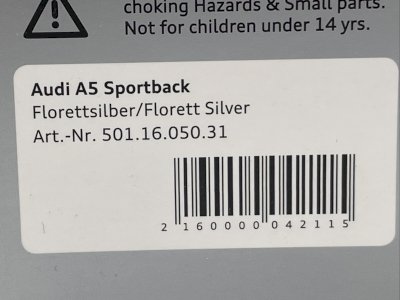 choking Hazards & Small parts.
Not for children under 14 yrs.
Audi A5 Sportback
Florettsilber/Florett Silver
Art.-Nr. 501.16.050.31
2 160000 042115